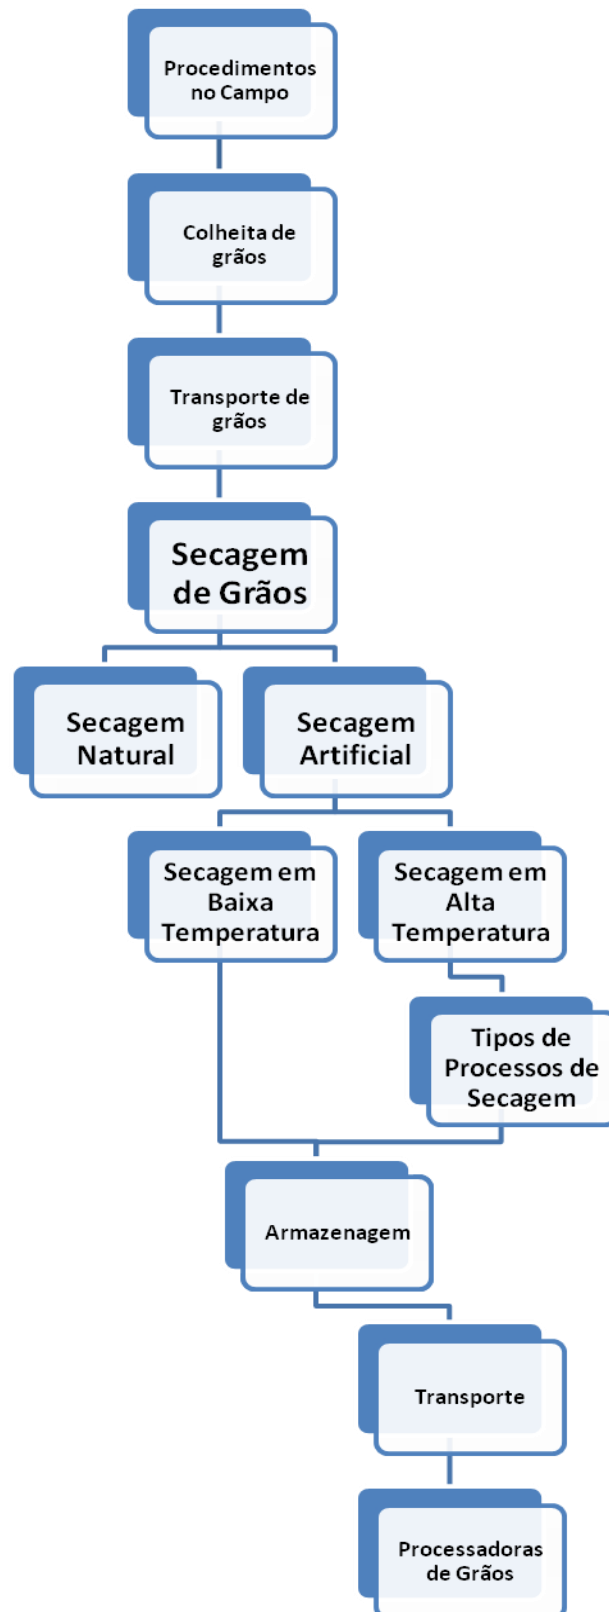 Procedimentos
no Campo
Colheita de
grãos
Transporte de
grãos
Secagem
de Grãos
Secagem
Natural
Secagem
Artificial
Secagem em
Baixa
Temperatura
Secagem em
Alta
Temperatura
Tipos de
Processos de
Secagem
Armazenagem
Transporte
Processadoras
de Grãos